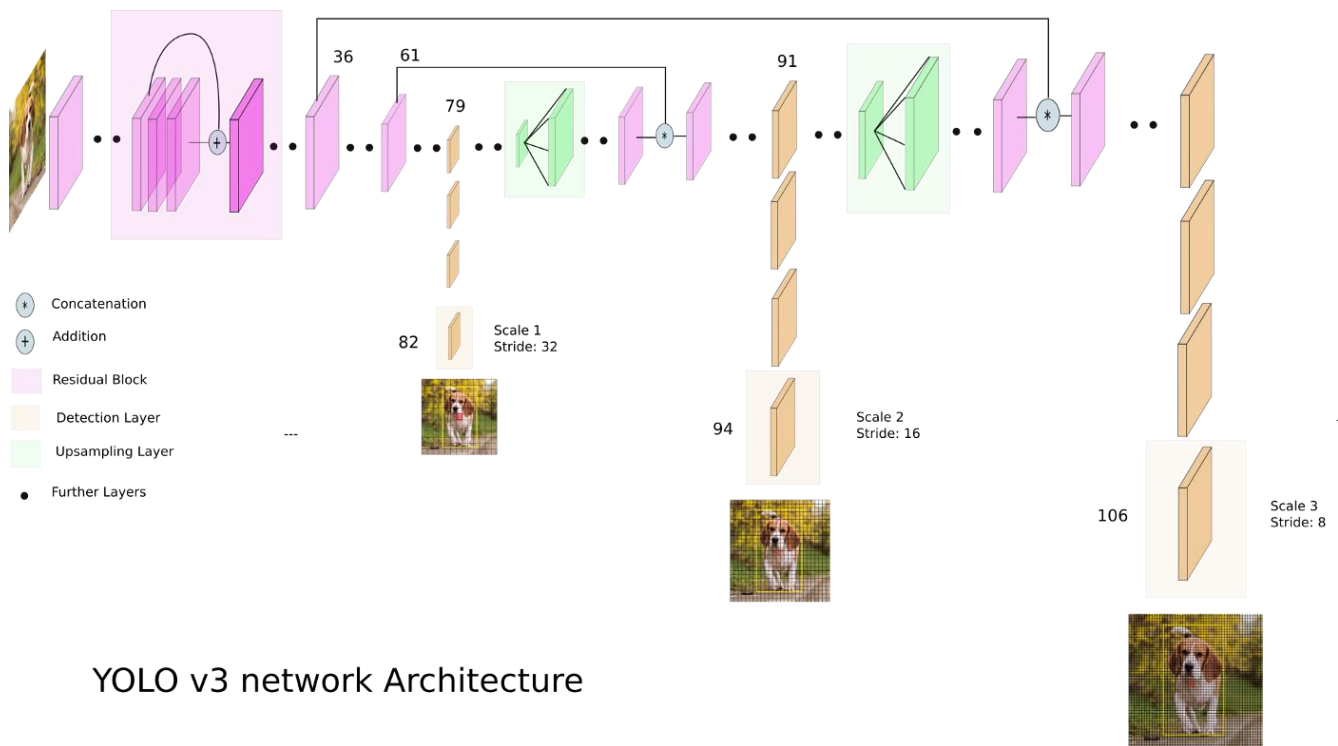 36
61
91
79
+
*
*
* Concatenation
+ Addition
Residual Block
Detection Layer
Upsampling Layer
Further Layers
---
82
Scale 1
Stride: 32
94
Scale 2
Stride: 16
106
Scale 3
Stride: 8
YOLO v3 network Architecture